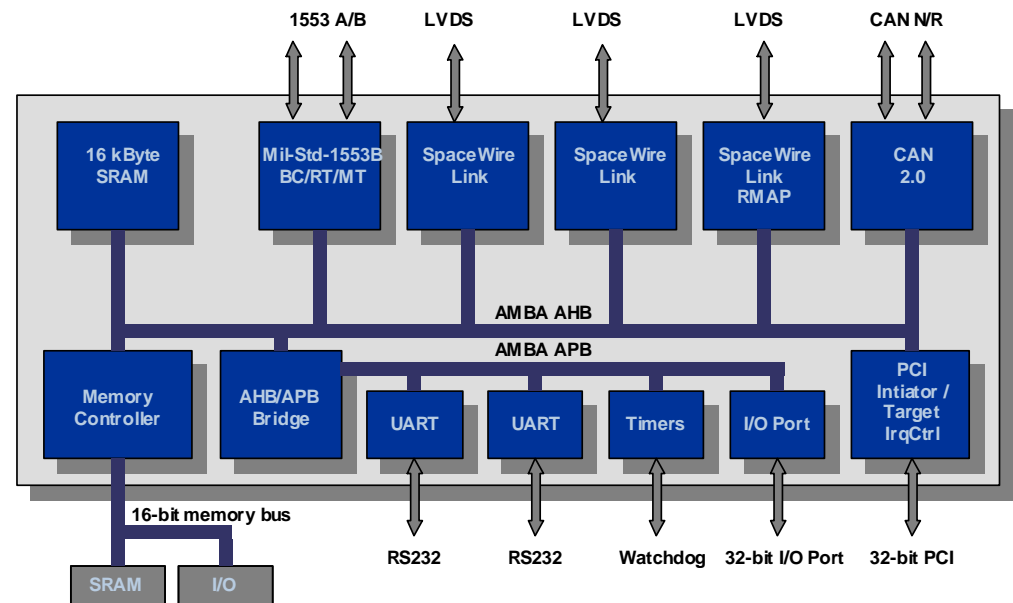 1553 A/B
LVDS
LVDS
LVDS
CAN N/R
16 kByte
SRAM
Mil-Std-1553B
BC/RT/MT
SpaceWire
Link
SpaceWire
Link
SpaceWire
Link
RMAP
CAN
2.0
AMBA AHB
AMBA APB
Memory
Controller
AHB/APB
Bridge
UART
UART
Timers
I/O Port
PCI
Intiator /
Target
IrqCtrl
16-bit memory bus
RS232
RS232
Watchdog
32-bit I/O Port
32-bit PCI
SRAM
I/O